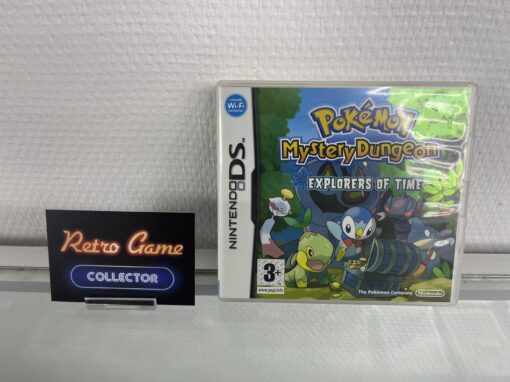 Retro Game
COLLECTOR
Wi-Fi
NINTENDO DS
POKéMON
Mystery Dungeon
EXPLORERS OF TIME
3+
www.pegi.info
The Pokémon Company
Nintendo